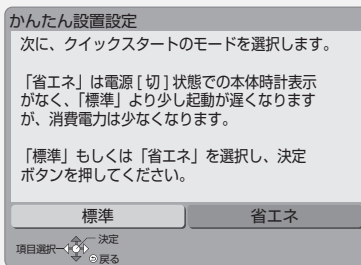 かんたん設置設定
次に、クイックスタートのモードを選択します。
「省エネ」は電源 [ 切 ] 状態での本体時計表示
がなく、「標準」より少し起動が遅くなります
が、消費電力は少なくなります。
「標準」もしくは「省エネ」を選択し、決定
ボタンを押してください。
標準
省エネ
項目選択
決定
戻る